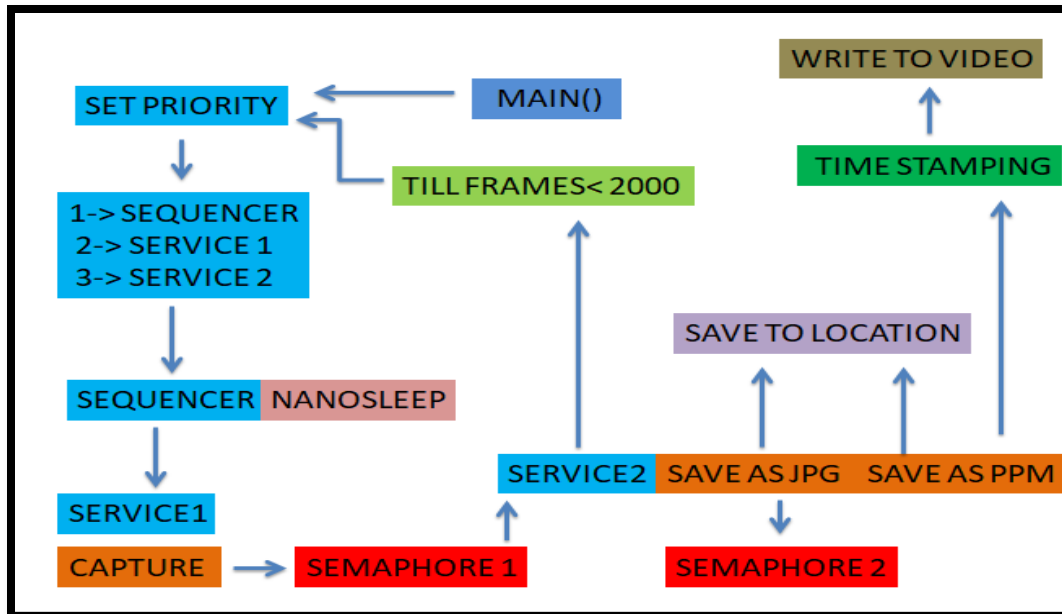 WRITE TO VIDEO
SET PRIORITY
MAIN()
TIME STAMPING
TILL FRAMES< 2000
1-> SEQUENCER
2-> SERVICE 1
3-> SERVICE 2
SAVE TO LOCATION
SEQUENCER NANOSLEEP
SERVICE2 SAVE AS JPG SAVE AS PPM
SERVICE1
CAPTURE
SEMAPHORE 1
SEMAPHORE 2